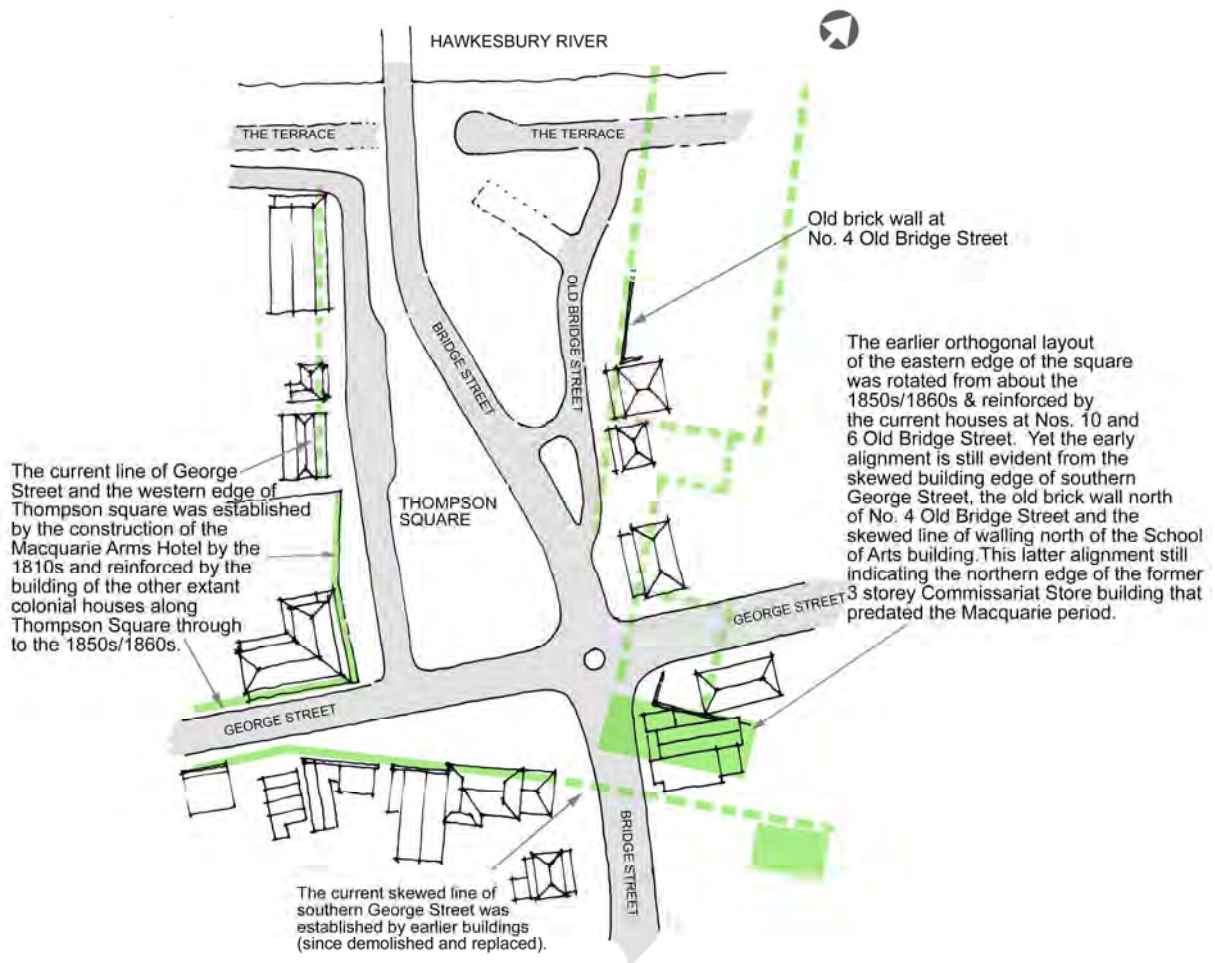 HAWKESBURY RIVER
THE TERRACE
THE TERRACE
Old brick wall at
No. 4 Old Bridge Street
OLD BRIDGE STREET
BRIDGE STREET
The earlier orthogonal layout
of the eastern edge of the square
was rotated from about the
1850s/1860s & reinforced by
the current houses at Nos. 10 and
6 Old Bridge Street. Yet the early
alignment is still evident from the
skewed building edge of southern
George Street, the old brick wall north
of No. 4 Old Bridge Street and the
skewed line of walling north of the School
of Arts building.This latter alignment still
indicating the northern edge of the former
3 storey Commissariat Store building that
predated the Macquarie period.
The current line of George
Street and the western edge of
Thompson square was established
by the construction of the
Macquarie Arms Hotel by the
1810s and reinforced by the
building of the other extant
colonial houses along
Thompson Square through
to the 1850s/1860s.
THOMPSON
SQUARE
GEORGE STREET
GEORGE STREET
BRIDGE STREET
The current skewed line of
southern George Street was
established by earlier buildings
(since demolished and replaced).